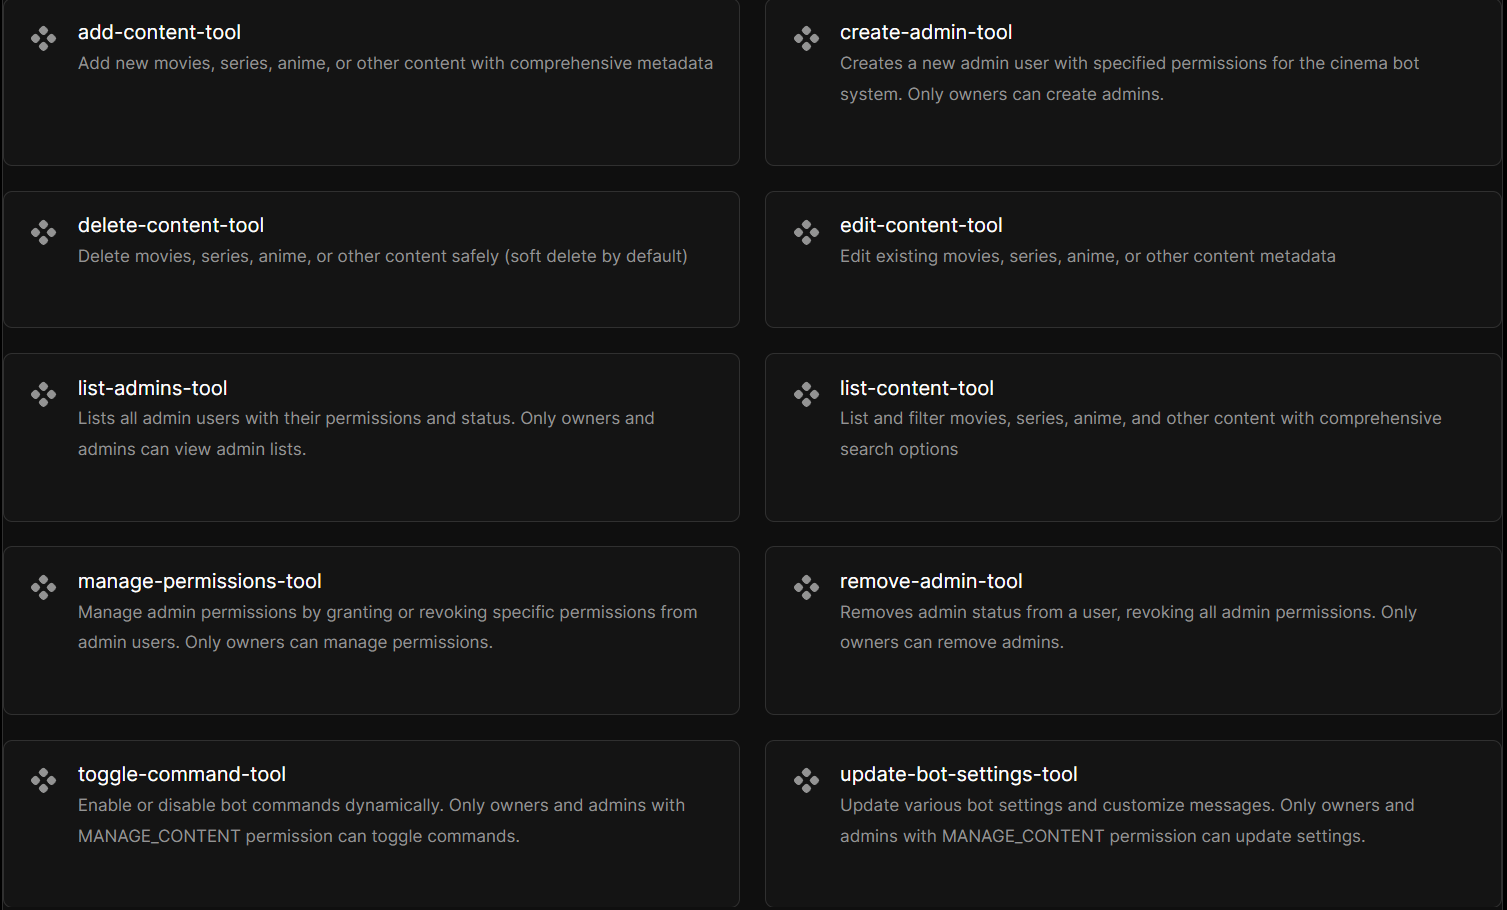 add-content-tool
Add new movies, series, anime, or other content with comprehensive metadata
create-admin-tool
Creates a new admin user with specified permissions for the cinema bot
system. Only owners can create admins.
delete-content-tool
Delete movies, series, anime, or other content safely (soft delete by default)
edit-content-tool
Edit existing movies, series, anime, or other content metadata
list-admins-tool
Lists all admin users with their permissions and status. Only owners and
admins can view admin lists.
list-content-tool
List and filter movies, series, anime, and other content with comprehensive
search options
manage-permissions-tool
Manage admin permissions by granting or revoking specific permissions from
admin users. Only owners can manage permissions.
remove-admin-tool
Removes admin status from a user, revoking all admin permissions. Only
owners can remove admins.
toggle-command-tool
Enable or disable bot commands dynamically. Only owners and admins with
MANAGE_CONTENT permission can toggle commands.
update-bot-settings-tool
Update various bot settings and customize messages. Only owners and
admins with MANAGE_CONTENT permission can update settings.